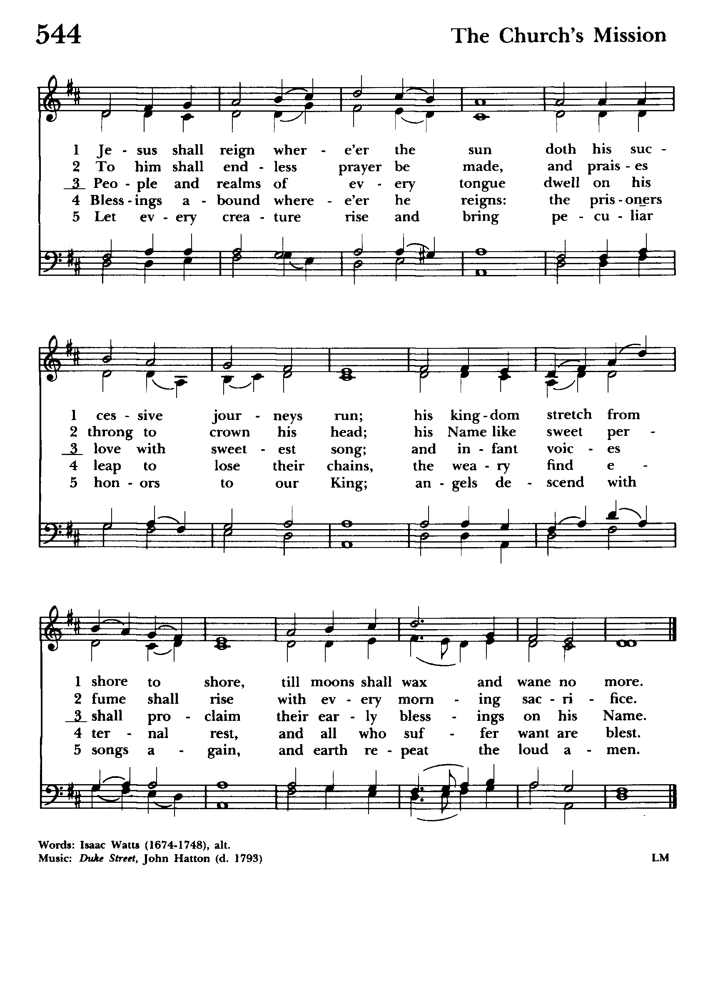 544 The Church's Mission
1 Je - sus shall reign wher - e'er the sun doth his suc -
2 To him shall end - less prayer be made, and prais - es
3 Peo - ple and realms of ev - ery tongue dwell on his
4 Bless - ings a - bound where - e'er he reigns: the pris - oners
5 Let ev - ery crea - ture rise and bring pe - cu - liar
1 ces - sive jour - neys run; his king - dom stretch from
2 throng to crown his head; his Name like sweet per -
3 love with sweet - est song; and in - fant voic - es
4 leap to lose their chains, the wea - ry find e -
5 hon - ors to our King; an - gels de - scend with
1 shore to shore, till moons shall wax and wane no more.
2 fume shall rise with ev - ery morn - ing sac - ri - fice.
3 shall pro - claim their ear - ly bless - ings on his Name.
4 ter - nal rest, and all who suf - fer want are blest.
5 songs a - gain, and earth re - peat the loud a - men.
Words: Isaac Watts (1674-1748), alt.
Music: Duke Street, John Hatton (d. 1793) LM